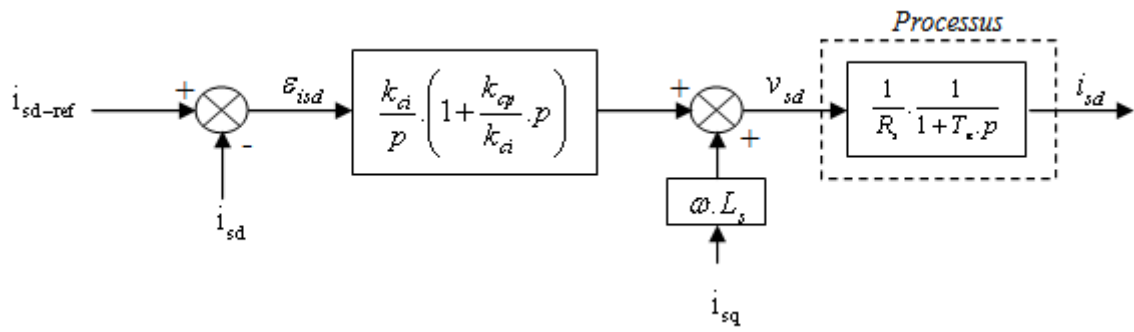 Processus
i_sd-ref
+
-
ε_isd
i_sd
k_ci / p . ( 1 + k_cp / k_ci . p )
+
+
v_sd
ω . L_s
i_sq
1 / R_s . 1 / 1 + T_e . p
i_sd